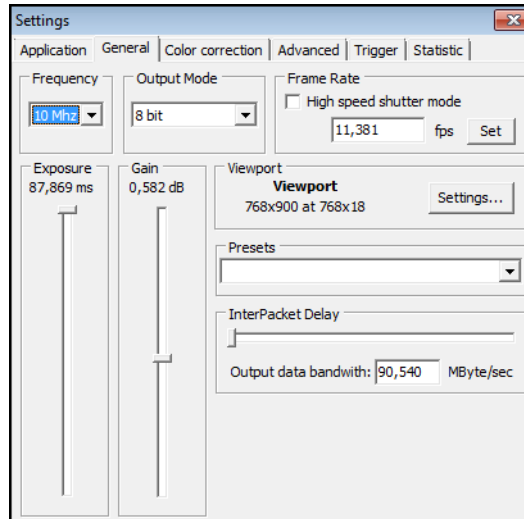 Settings
Application General Color correction Advanced Trigger Statistic
Frequency
10 Mhz
Output Mode
8 bit
Frame Rate
High speed shutter mode
11,381 fps Set
Exposure
87,869 ms
Gain
0,582 dB
Viewport
Viewport
768x900 at 768x18
Settings...
Presets
InterPacket Delay
Output data bandwith: 90,540 MByte/sec